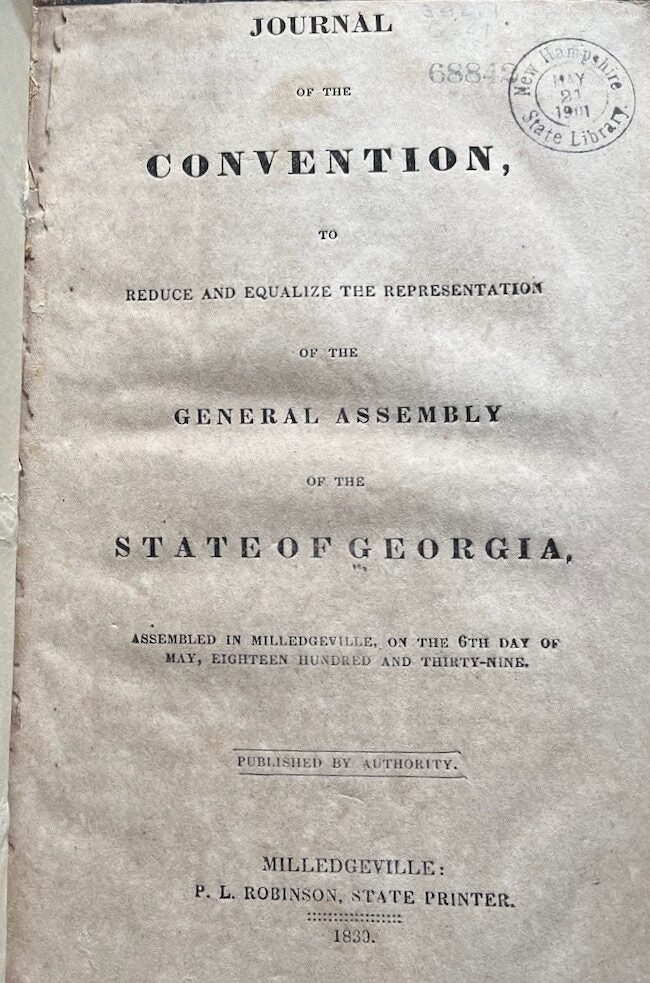 JOURNAL
OF THE
CONVENTION,
TO
REDUCE AND EQUALIZE THE REPRESENTATION
OF THE
GENERAL ASSEMBLY
OF THE
STATE OF GEORGIA,
ASSEMBLED IN MILLEDGEVILLE, ON THE 6TH DAY OF
MAY, EIGHTEEN HUNDRED AND THIRTY-NINE.
PUBLISHED BY AUTHORITY.
MILLEDGEVILLE:
P. L. ROBINSON, STATE PRINTER.
1839.
68842
New Hampshire
MAY
21
1901
State Library.